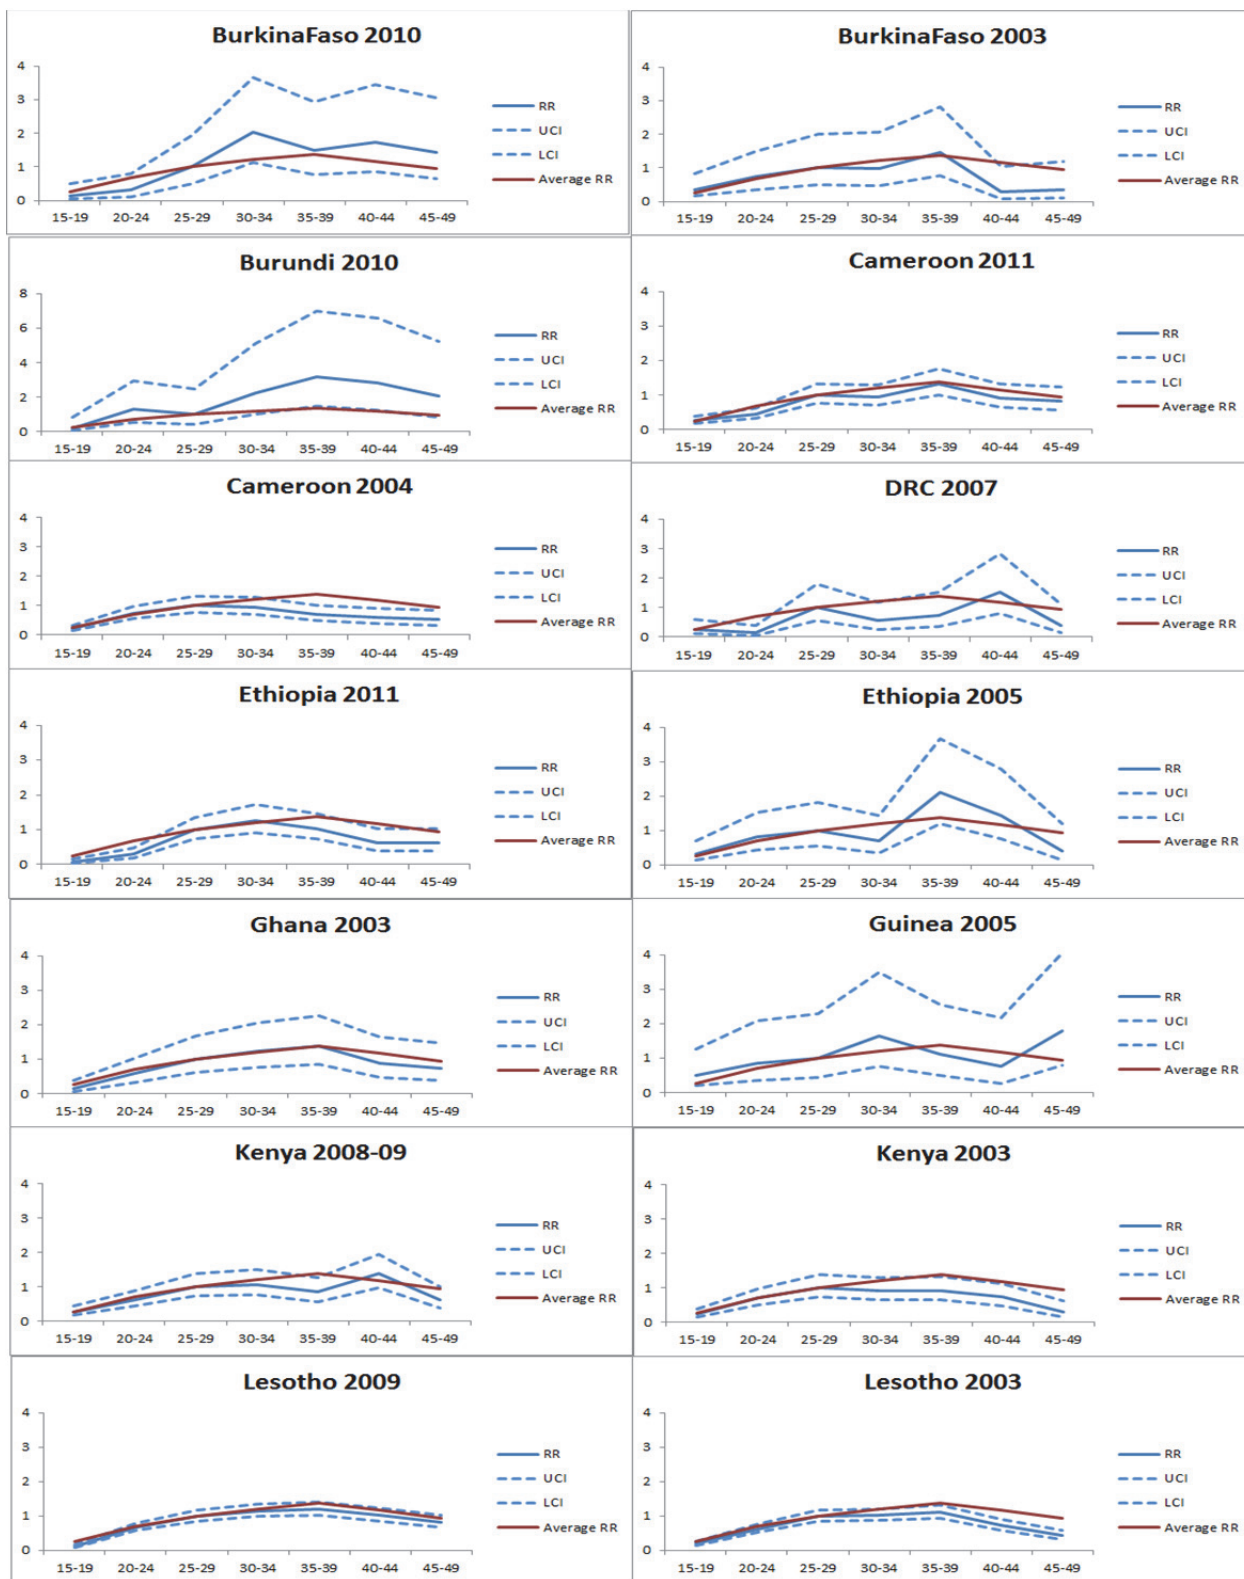 BurkinaFaso 2010
4
3
2
1
0
15-19 20-24 25-29 30-34 35-39 40-44 45-49
RR
UCI
LCI
Average RR
BurkinaFaso 2003
4
3
2
1
0
15-19 20-24 25-29 30-34 35-39 40-44 45-49
RR
UCI
LCI
Average RR
Burundi 2010
8
6
4
2
0
15-19 20-24 25-29 30-34 35-39 40-44 45-49
RR
UCI
LCI
Average RR
Cameroon 2011
4
3
2
1
0
15-19 20-24 25-29 30-34 35-39 40-44 45-49
RR
UCI
LCI
Average RR
Cameroon 2004
4
3
2
1
0
15-19 20-24 25-29 30-34 35-39 40-44 45-49
RR
UCI
LCI
Average RR
DRC 2007
4
3
2
1
0
15-19 20-24 25-29 30-34 35-39 40-44 45-49
RR
UCI
LCI
Average RR
Ethiopia 2011
4
3
2
1
0
15-19 20-24 25-29 30-34 35-39 40-44 45-49
RR
UCI
LCI
Average RR
Ethiopia 2005
4
3
2
1
0
15-19 20-24 25-29 30-34 35-39 40-44 45-49
RR
UCI
LCI
Average RR
Ghana 2003
4
3
2
1
0
15-19 20-24 25-29 30-34 35-39 40-44 45-49
RR
UCI
LCI
Average RR
Guinea 2005
4
3
2
1
0
15-19 20-24 25-29 30-34 35-39 40-44 45-49
RR
UCI
LCI
Average RR
Kenya 2008-09
4
3
2
1
0
15-19 20-24 25-29 30-34 35-39 40-44 45-49
RR
UCI
LCI
Average RR
Kenya 2003
4
3
2
1
0
15-19 20-24 25-29 30-34 35-39 40-44 45-49
RR
UCI
LCI
Average RR
Lesotho 2009
4
3
2
1
0
15-19 20-24 25-29 30-34 35-39 40-44 45-49
RR
UCI
LCI
Average RR
Lesotho 2003
4
3
2
1
0
15-19 20-24 25-29 30-34 35-39 40-44 45-49
RR
UCI
LCI
Average RR